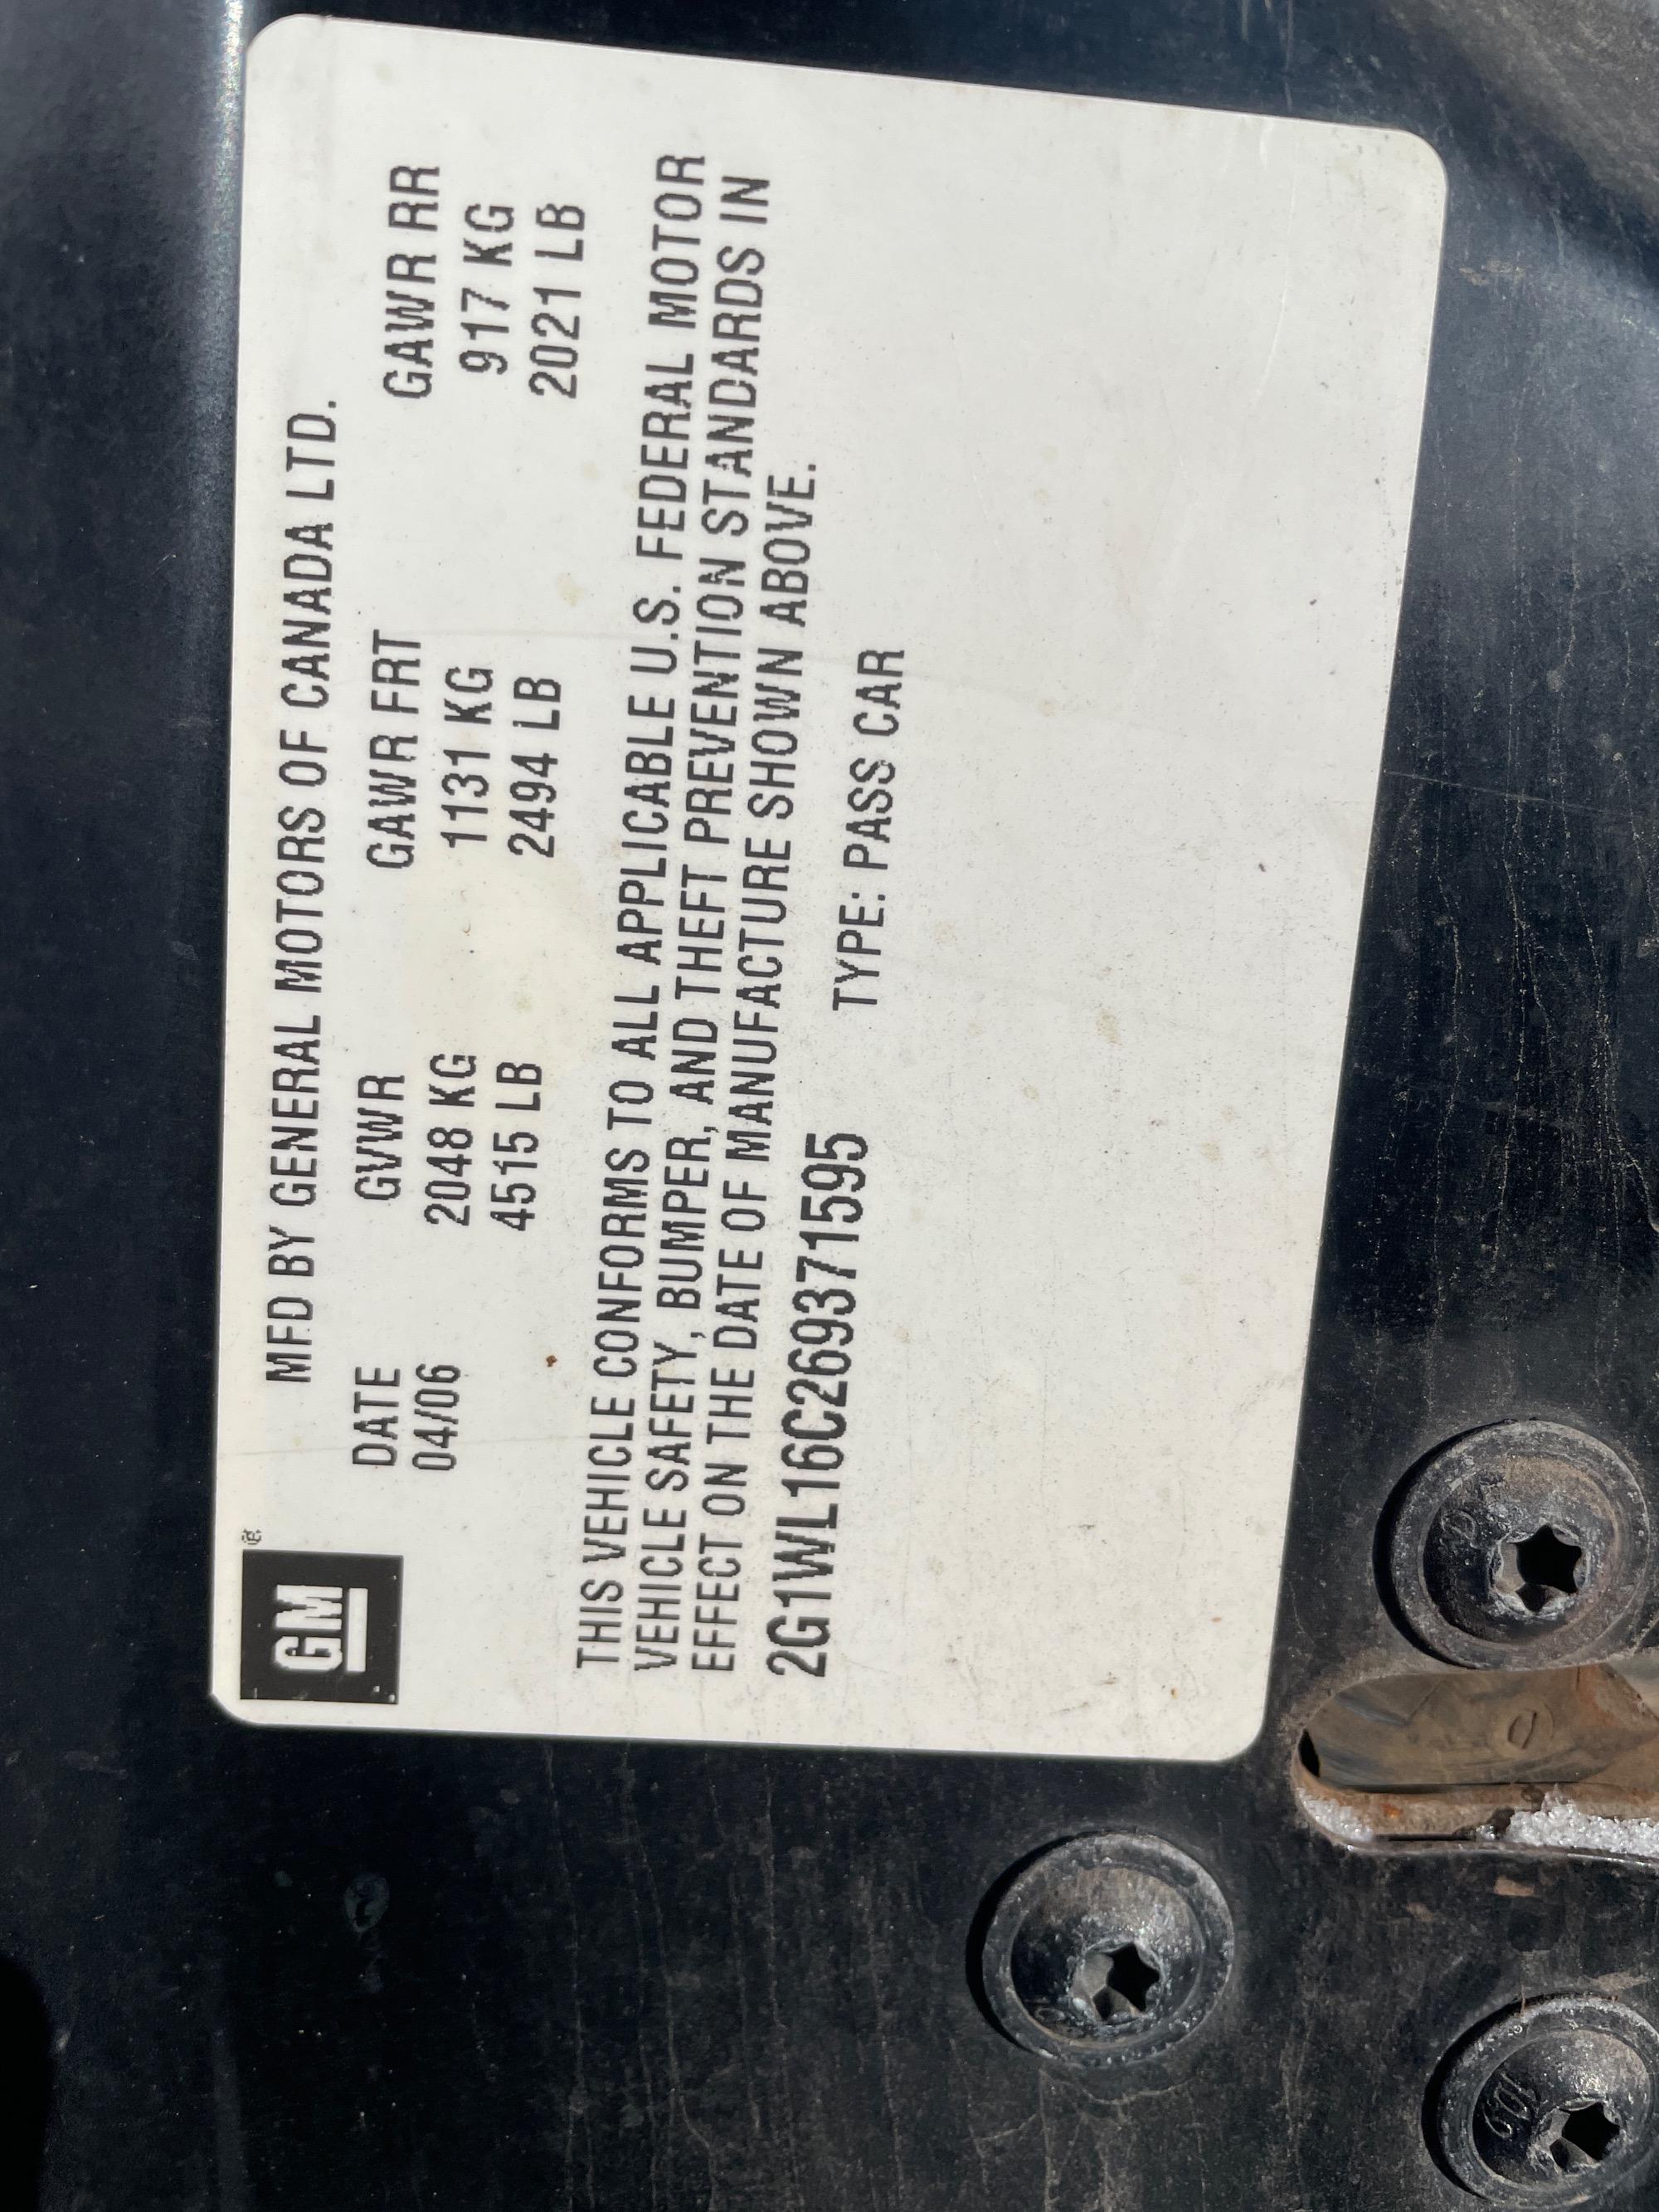 GM ®
MFD BY GENERAL MOTORS OF CANADA LTD.
DATE GVWR GAWR FRT GAWR RR
04/06 2048 KG 1131 KG 917 KG
4515 LB 2494 LB 2021 LB
THIS VEHICLE CONFORMS TO ALL APPLICABLE U.S. FEDERAL MOTOR
VEHICLE SAFETY, BUMPER, AND THEFT PREVENTION STANDARDS IN
EFFECT ON THE DATE OF MANUFACTURE SHOWN ABOVE.
2G1WL16C269371595 TYPE: PASS CAR